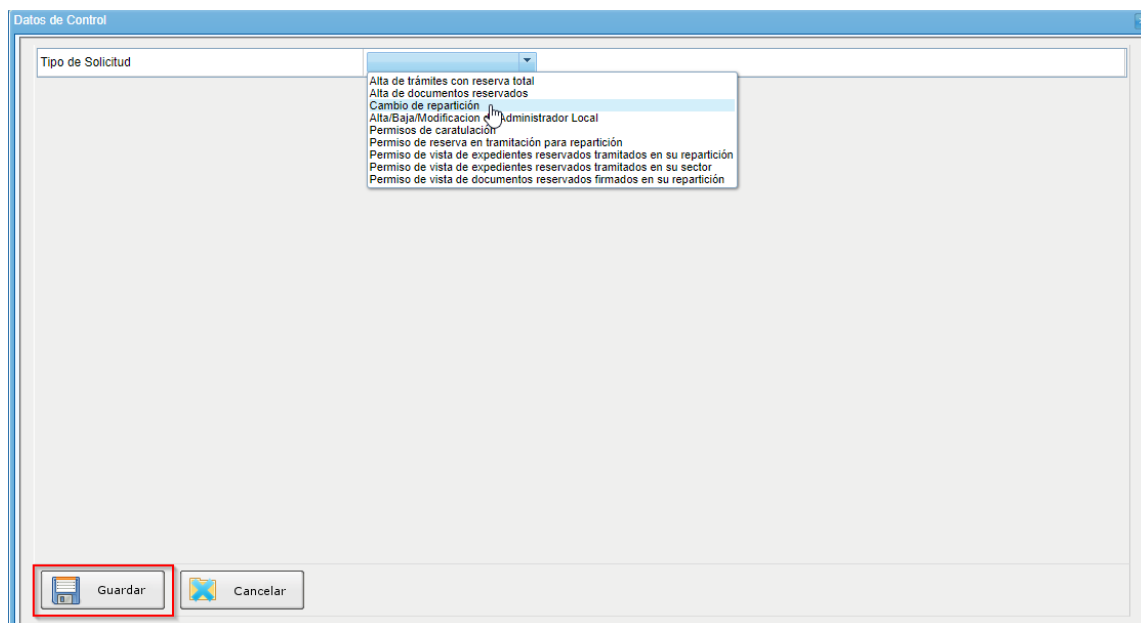 Datos de Control
Tipo de Solicitud
Alta de trámites con reserva total
Alta de documentos reservados
Cambio de repartición
Alta/Baja/Modificacion Administrador Local
Permisos de caratulación
Permiso de reserva en tramitación para repartición
Permiso de vista de expedientes reservados tramitados en su repartición
Permiso de vista de expedientes reservados tramitados en su sector
Permiso de vista de documentos reservados firmados en su repartición
Guardar
Cancelar